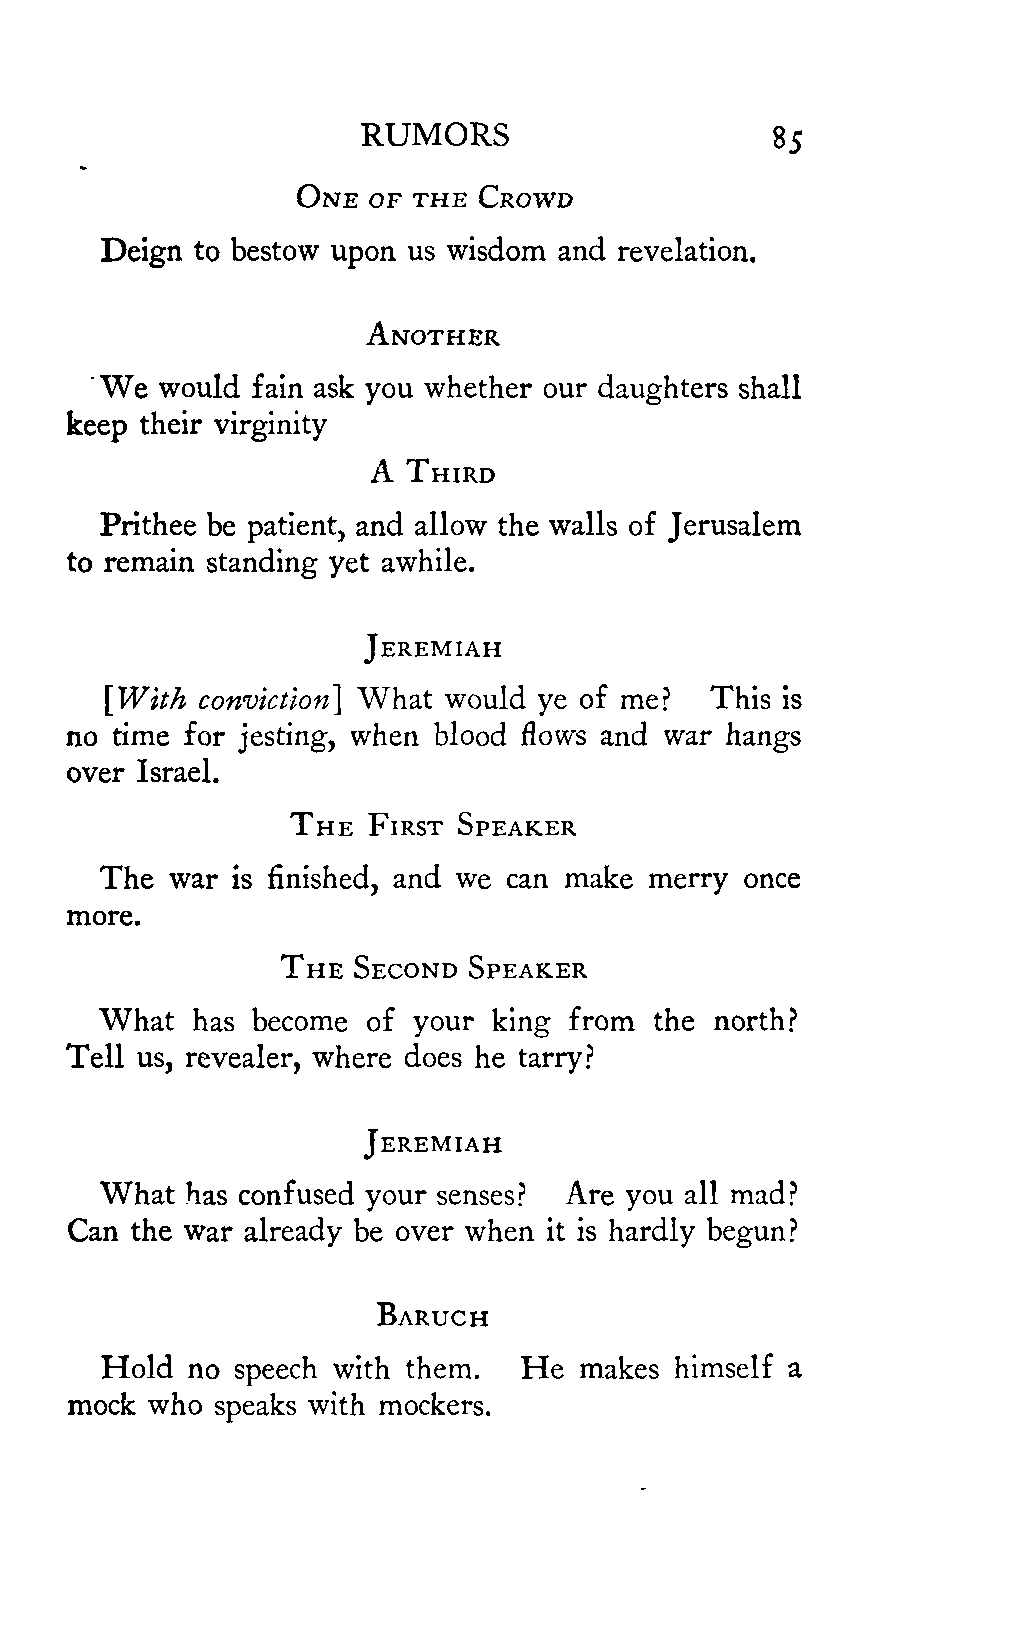 RUMORS 85
One of the Crowd
Deign to bestow upon us wisdom and revelation.
Another
We would fain ask you whether our daughters shall
keep their virginity
A Third
Prithee be patient, and allow the walls of Jerusalem
to remain standing yet awhile.
Jeremiah
[With conviction] What would ye of me? This is
no time for jesting, when blood flows and war hangs
over Israel.
The First Speaker
The war is finished, and we can make merry once
more.
The Second Speaker
What has become of your king from the north?
Tell us, revealer, where does he tarry?
Jeremiah
What has confused your senses? Are you all mad?
Can the war already be over when it is hardly begun?
Baruch
Hold no speech with them. He makes himself a
mock who speaks with mockers.